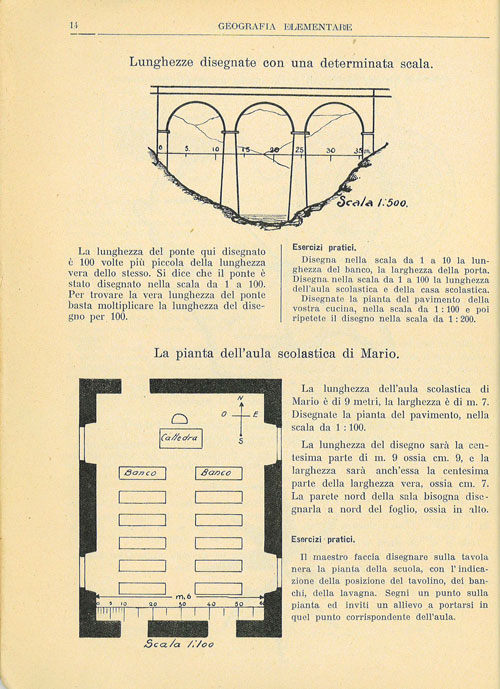 14
GEOGRAFIA ELEMENTARE
Lunghezze disegnate con una determinata scala.
0 5. 10 15 20 25 30 35 m.
Scala 1:500.
La lunghezza del ponte qui disegnato
è 100 volte più piccola della lunghezza
vera dello stesso. Si dice che il ponte è
stato disegnato nella scala da 1 a 100.
Per trovare la vera lunghezza del ponte
basta moltiplicare la lunghezza del dise-
gno per 100.
Esercizi pratici.
Disegna nella scala da 1 a 10 la lun-
ghezza del banco, la larghezza della porta.
Disegna nella scala da 1 a 100 la lunghezza
dell'aula scolastica e della casa scolastica.
Disegnate la pianta del pavimento della
vostra cucina, nella scala da 1 : 100 e poi
ripetete il disegno nella scala da 1 : 200.
La pianta dell'aula scolastica di Mario.
N
O E
S
Cattedra
Banco Banco
m. 6
0 5 10 20 30 40 50 60
Scala 1:100
La lunghezza dell'aula scolastica di
Mario è di 9 metri, la larghezza è di m. 7.
Disegnate la pianta del pavimento, nella
scala da 1 : 100.
La lunghezza del disegno sarà la cen-
tesima parte di m. 9 ossia cm. 9, e la
larghezza sarà anch'essa la centesima
parte della larghezza vera, ossia cm. 7.
La parete nord della sala bisogna dise-
gnarla a nord del foglio, ossia in alto.
Esercizi pratici.
Il maestro faccia disegnare sulla tavola
nera la pianta della scuola, con l'indica-
zione della posizione del tavolino, dei ban-
chi, della lavagna. Segni un punto sulla
pianta ed inviti un allievo a portarsi in
quel punto corrispondente dell'aula.